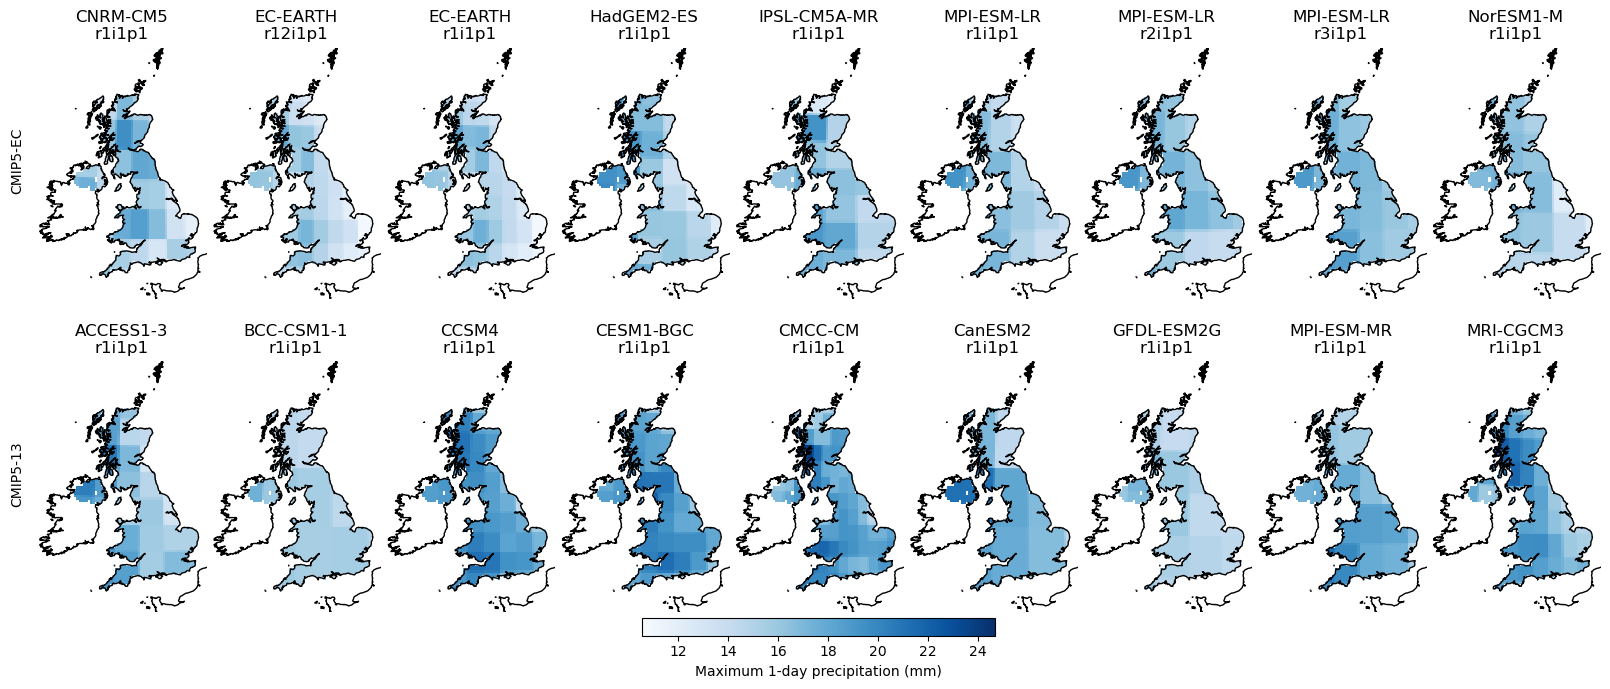 CNRM-CM5
r1i1p1
EC-EARTH
r12i1p1
EC-EARTH
r1i1p1
HadGEM2-ES
r1i1p1
IPSL-CM5A-MR
r1i1p1
MPI-ESM-LR
r1i1p1
MPI-ESM-LR
r2i1p1
MPI-ESM-LR
r3i1p1
NorESM1-M
r1i1p1
CMIP5-EC
ACCESS1-3
r1i1p1
BCC-CSM1-1
r1i1p1
CCSM4
r1i1p1
CESM1-BGC
r1i1p1
CMCC-CM
r1i1p1
CanESM2
r1i1p1
GFDL-ESM2G
r1i1p1
MPI-ESM-MR
r1i1p1
MRI-CGCM3
r1i1p1
CMIP5-13
12 14 16 18 20 22 24
Maximum 1-day precipitation (mm)